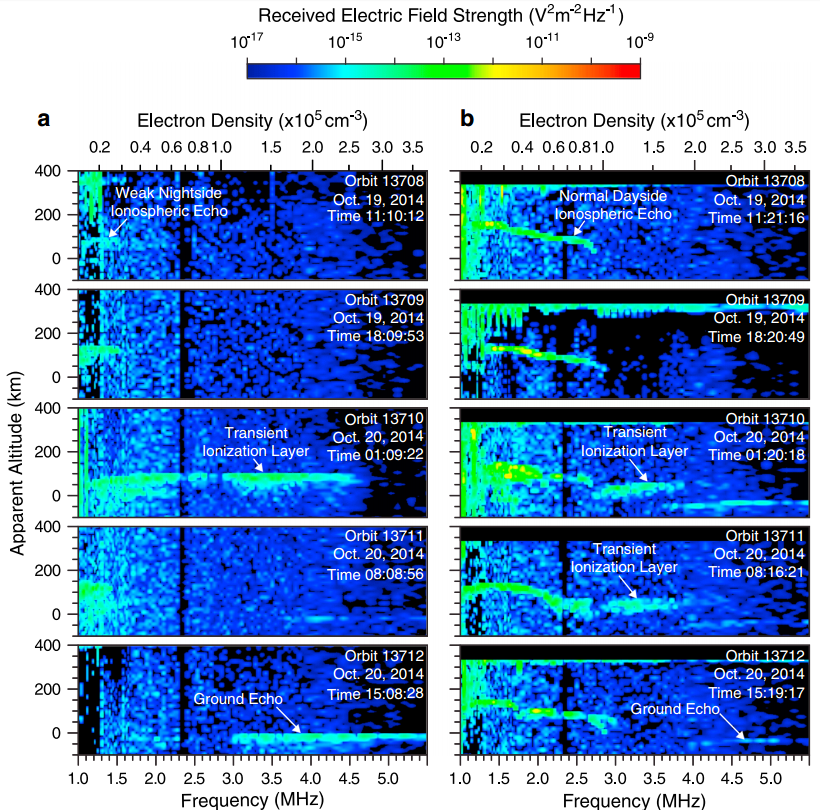 Received Electric Field Strength (V²m⁻²Hz⁻¹)
10⁻¹⁷ 10⁻¹⁵ 10⁻¹³ 10⁻¹¹ 10⁻⁹
a
Electron Density (x10⁵ cm⁻³)
0.2 0.4 0.6 0.8 1.0 1.5 2.0 2.5 3.0 3.5
b
Electron Density (x10⁵ cm⁻³)
0.2 0.4 0.6 0.8 1.0 1.5 2.5 3.0 3.5
Apparent Altitude (km)
400
200
0
Weak Nightside
Ionospheric Echo
Orbit 13708
Oct. 19, 2014
Time 11:10:12
Normal Dayside
Ionospheric Echo
Orbit 13708
Oct. 19, 2014
Time 11:21:16
400
200
0
Orbit 13709
Oct. 19, 2014
Time 18:09:53
Orbit 13709
Oct. 19, 2014
Time 18:20:49
400
200
0
Transient
Ionization Layer
Orbit 13710
Oct. 20, 2014
Time 01:09:22
Transient
Ionization Layer
Orbit 13710
Oct. 20, 2014
Time 01:20:18
400
200
0
Orbit 13711
Oct. 20, 2014
Time 08:08:56
Transient
Ionization Layer
Orbit 13711
Oct. 20, 2014
Time 08:16:21
400
200
0
Ground Echo
Orbit 13712
Oct. 20, 2014
Time 15:08:28
Ground Echo
Orbit 13712
Oct. 20, 2014
Time 15:19:17
1.0 1.5 2.0 2.5 3.0 3.5 4.0 4.5 5.0
Frequency (MHz)
1.0 1.5 2.0 2.5 3.0 3.5 4.0 4.5 5.0
Frequency (MHz)